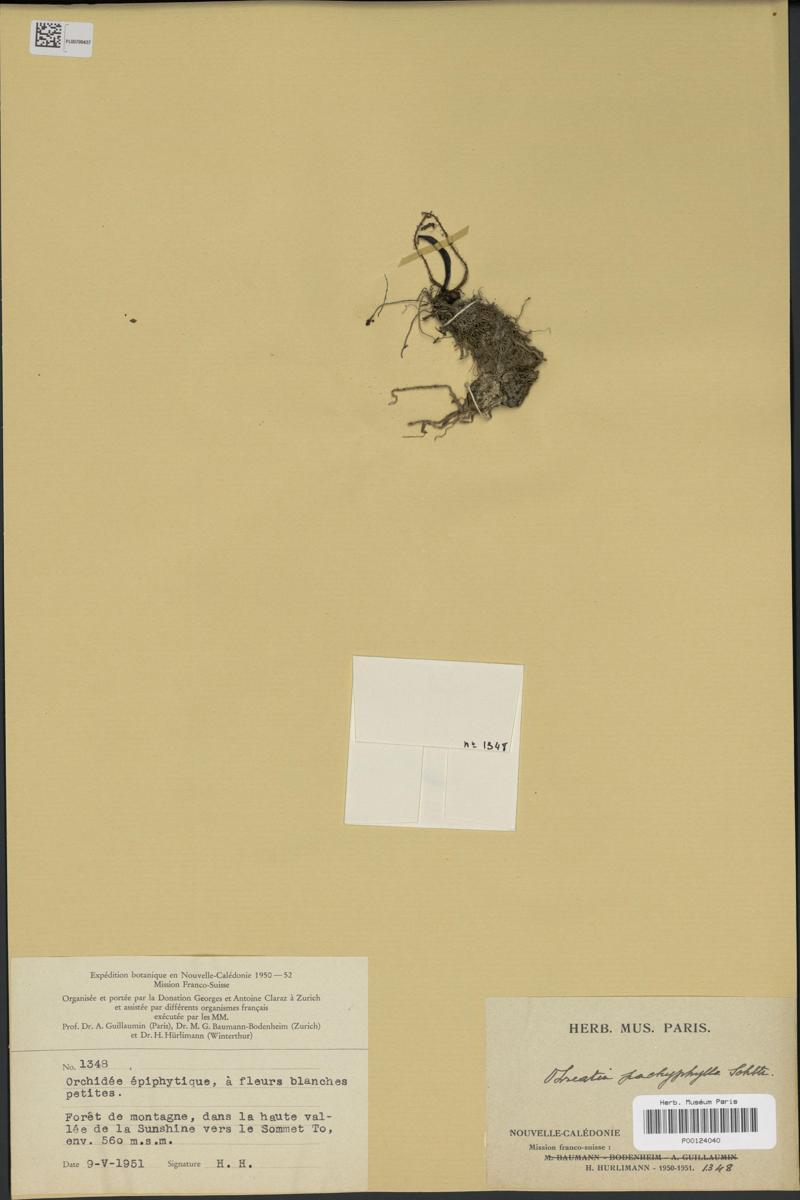 PL00700437
nº 1348
Expédition botanique en Nouvelle-Calédonie 1950—52
Mission Franco-Suisse
Organisée et portée par la Donation Georges et Antoine Claraz à Zurich
et assistée par différents organismes français
exécutée par les MM.
Prof. Dr. A. Guillaumin (Paris), Dr. M. G. Baumann-Bodenheim (Zurich)
et Dr. H. Hürlimann (Winterthur)
No. 1348
Orchidée épiphytique, à fleurs blanches
petites.
Forêt de montagne, dans la haute val-
lée de la Sunshine vers le Sommet To,
env. 560 m.s.m.
Date 9-V-1951 Signature H. H.
HERB. MUS. PARIS.
pachyphylla Schltr.
Herb. Muséum Paris
P00124040
NOUVELLE-CALÉDONIE
Mission franco-suisse :
M. BAUMANN - BODENHEIM - A. GUILLAUMIN.
H. HURLIMANN - 1950-1951. 1348